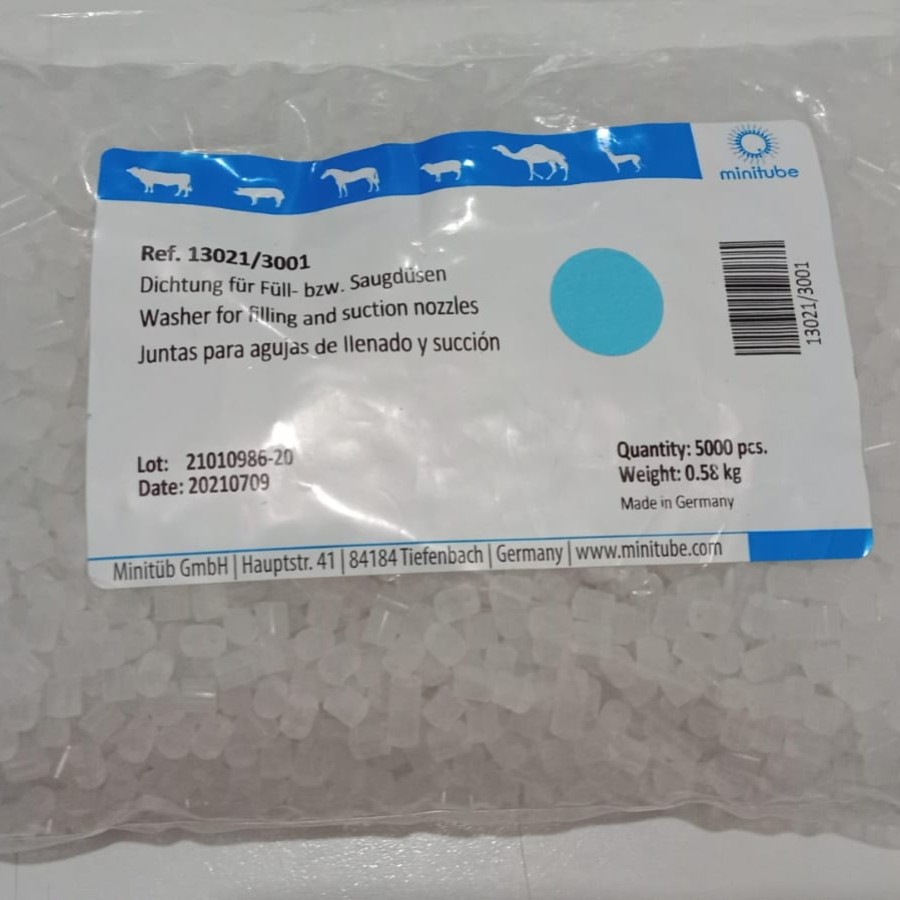 minitube
Ref. 13021/3001
Dichtung für Füll- bzw. Saugdüsen
Washer for filling and suction nozzles
Juntas para agujas de llenado y succión
13021/3001
Lot: 21010986-20
Date: 20210709
Quantity: 5000 pcs.
Weight: 0.58 kg
Made in Germany
Minitüb GmbH | Hauptstr. 41 | 84184 Tiefenbach | Germany | www.minitube.com